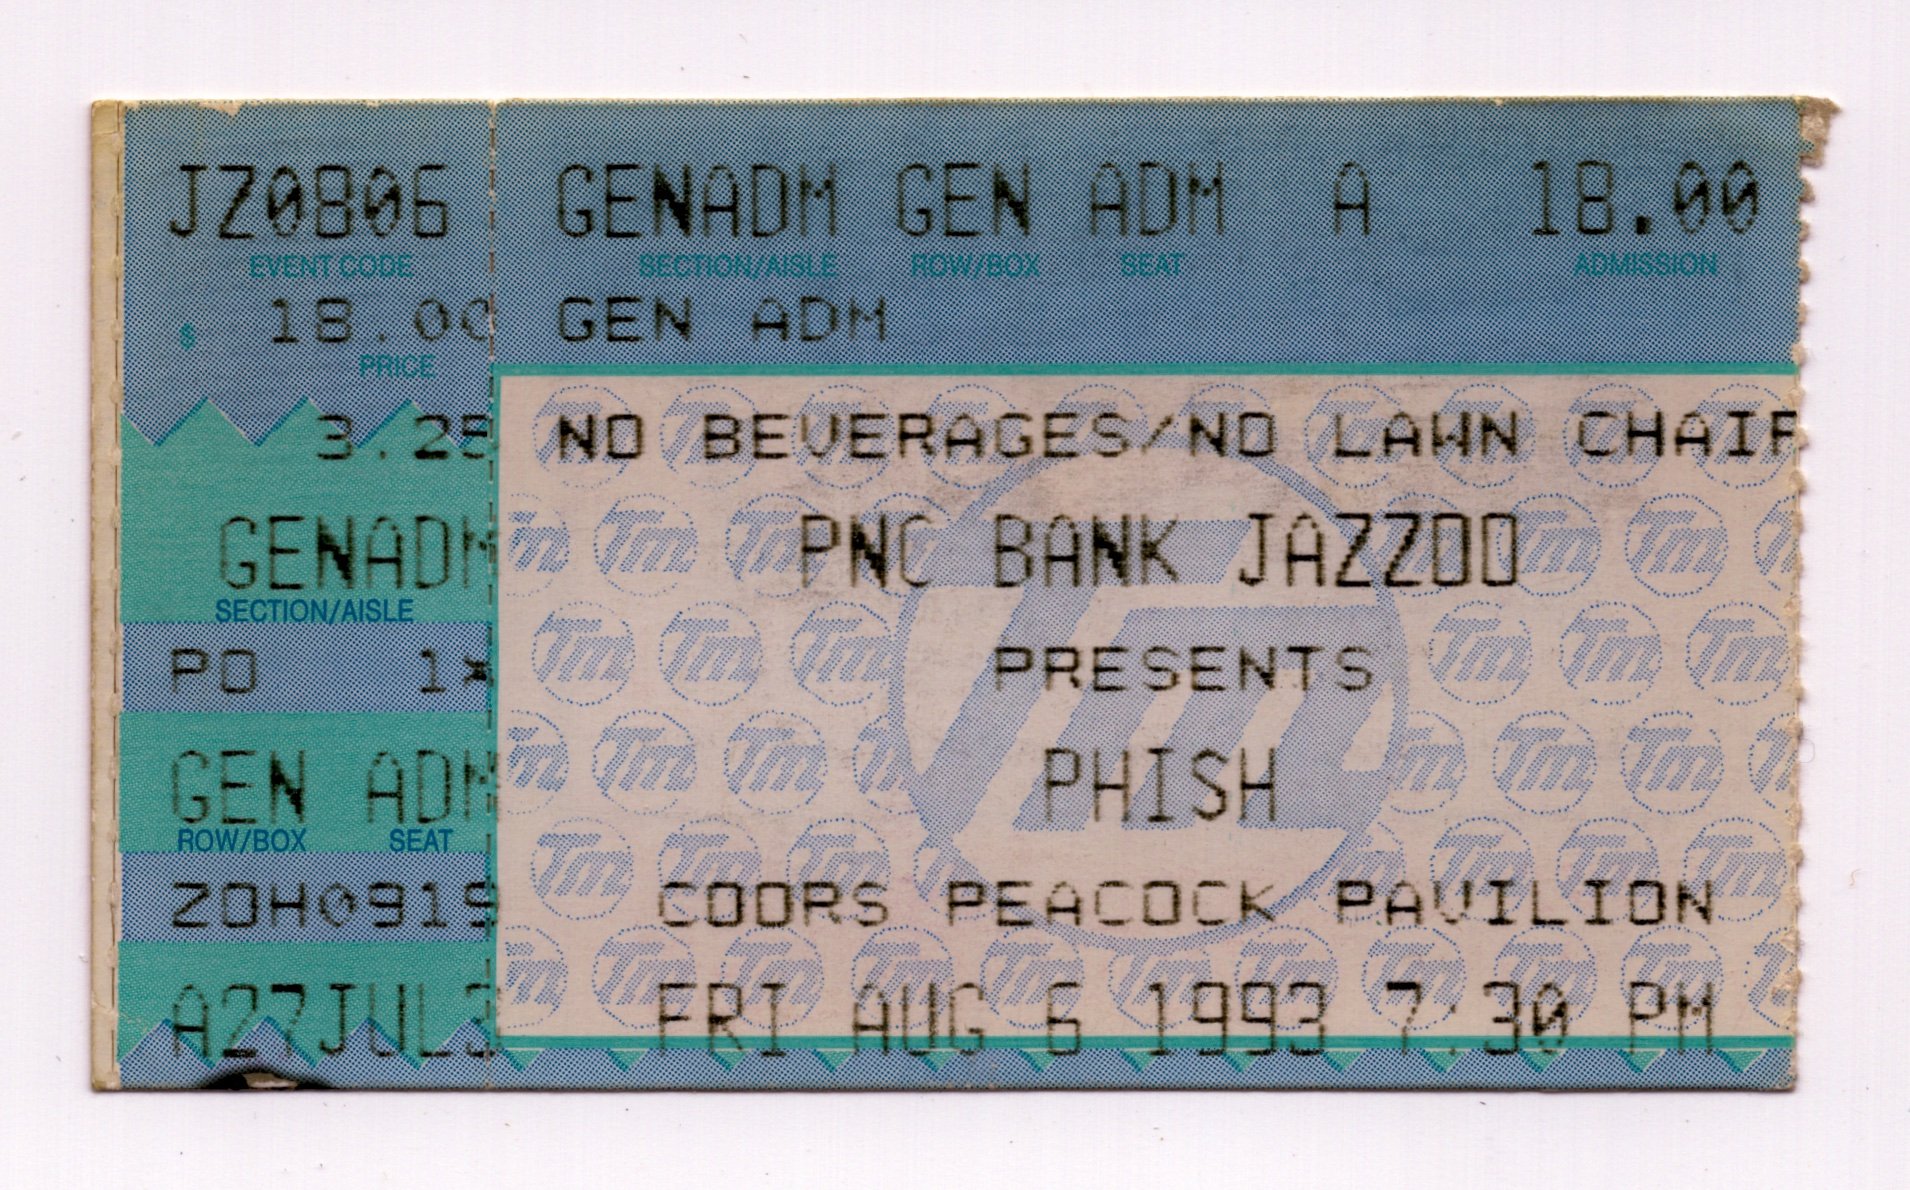 JZ0806
EVENT CODE
$ 18.00
PRICE
3.25
GENADM
SECTION/AISLE
PO 1*
GEN ADM
ROW/BOX SEAT
ZOH0919
A27JUL3
GENADM GEN ADM A 18.00
SECTION/AISLE ROW/BOX SEAT ADMISSION
GEN ADM
NO BEVERAGES/NO LAWN CHAIR
PNC BANK JAZZOO
PRESENTS
PHISH
COORS PEACOCK PAVILION
FRI AUG 6 1993 7:30 PM